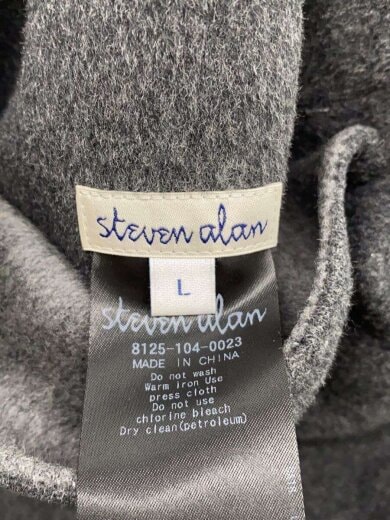 steven alan
L
steven alan
8125-104-0023
MADE IN CHINA
Do not wash
Warm iron Use
press cloth
Do not use
chlorine bleach
Dry clean(petroleum)